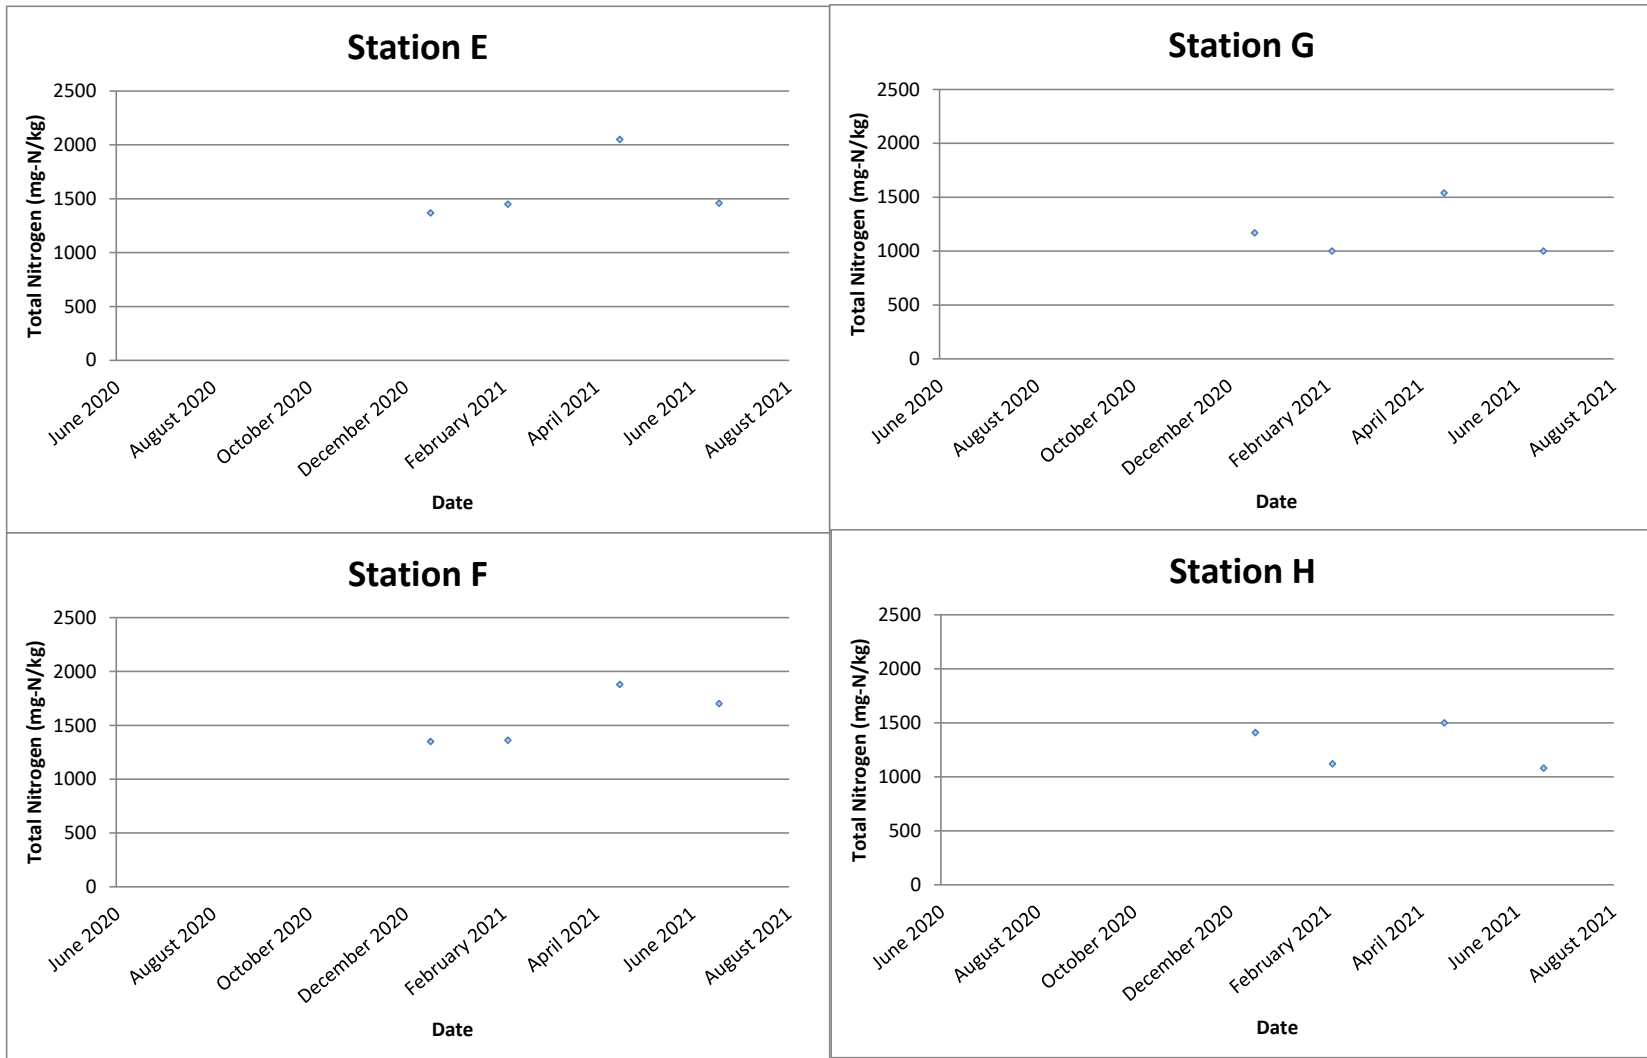 Station E
Total Nitrogen (mg-N/kg)
2500
2000
1500
1000
500
0
June 2020
August 2020
October 2020
December 2020
February 2021
April 2021
June 2021
August 2021
Date
Station G
Total Nitrogen (mg-N/kg)
2500
2000
1500
1000
500
0
June 2020
August 2020
October 2020
December 2020
February 2021
April 2021
June 2021
August 2021
Date
Station F
Total Nitrogen (mg-N/kg)
2500
2000
1500
1000
500
0
June 2020
August 2020
October 2020
December 2020
February 2021
April 2021
June 2021
August 2021
Date
Station H
Total Nitrogen (mg-N/kg)
2500
2000
1500
1000
500
0
June 2020
August 2020
October 2020
December 2020
February 2021
April 2021
June 2021
August 2021
Date